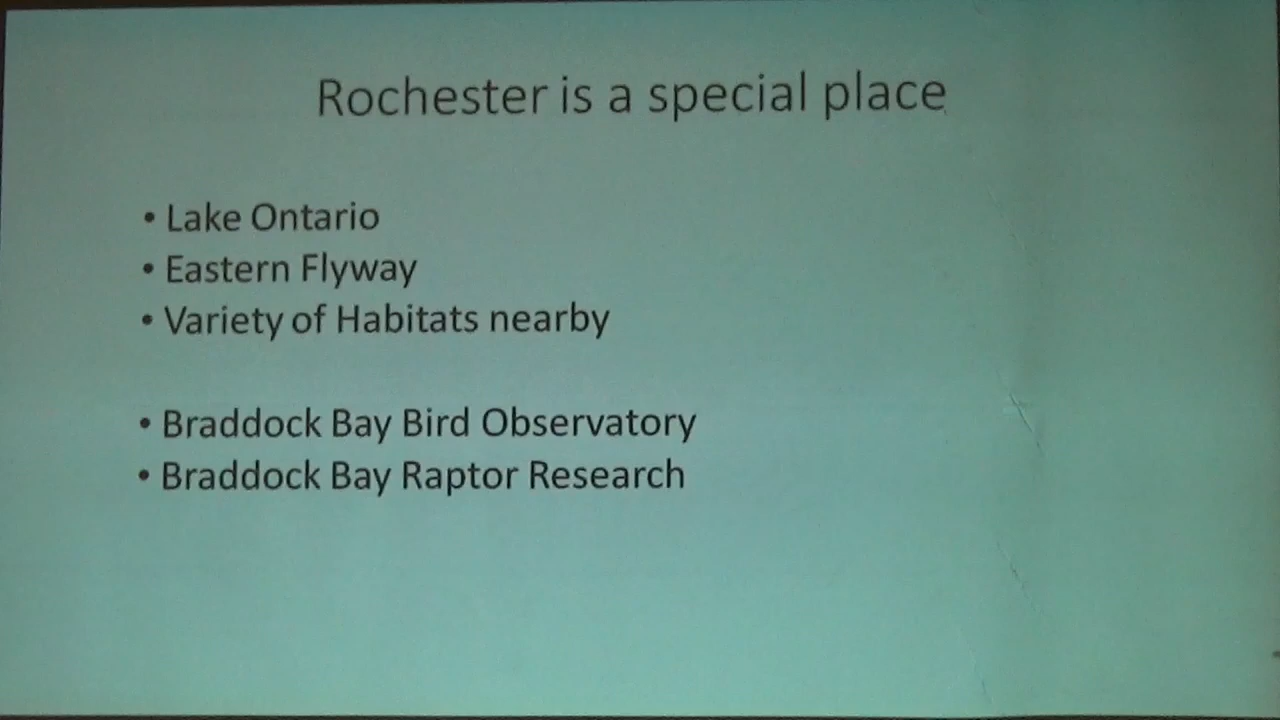 Rochester is a special place
• Lake Ontario
• Eastern Flyway
• Variety of Habitats nearby
• Braddock Bay Bird Observatory
• Braddock Bay Raptor Research